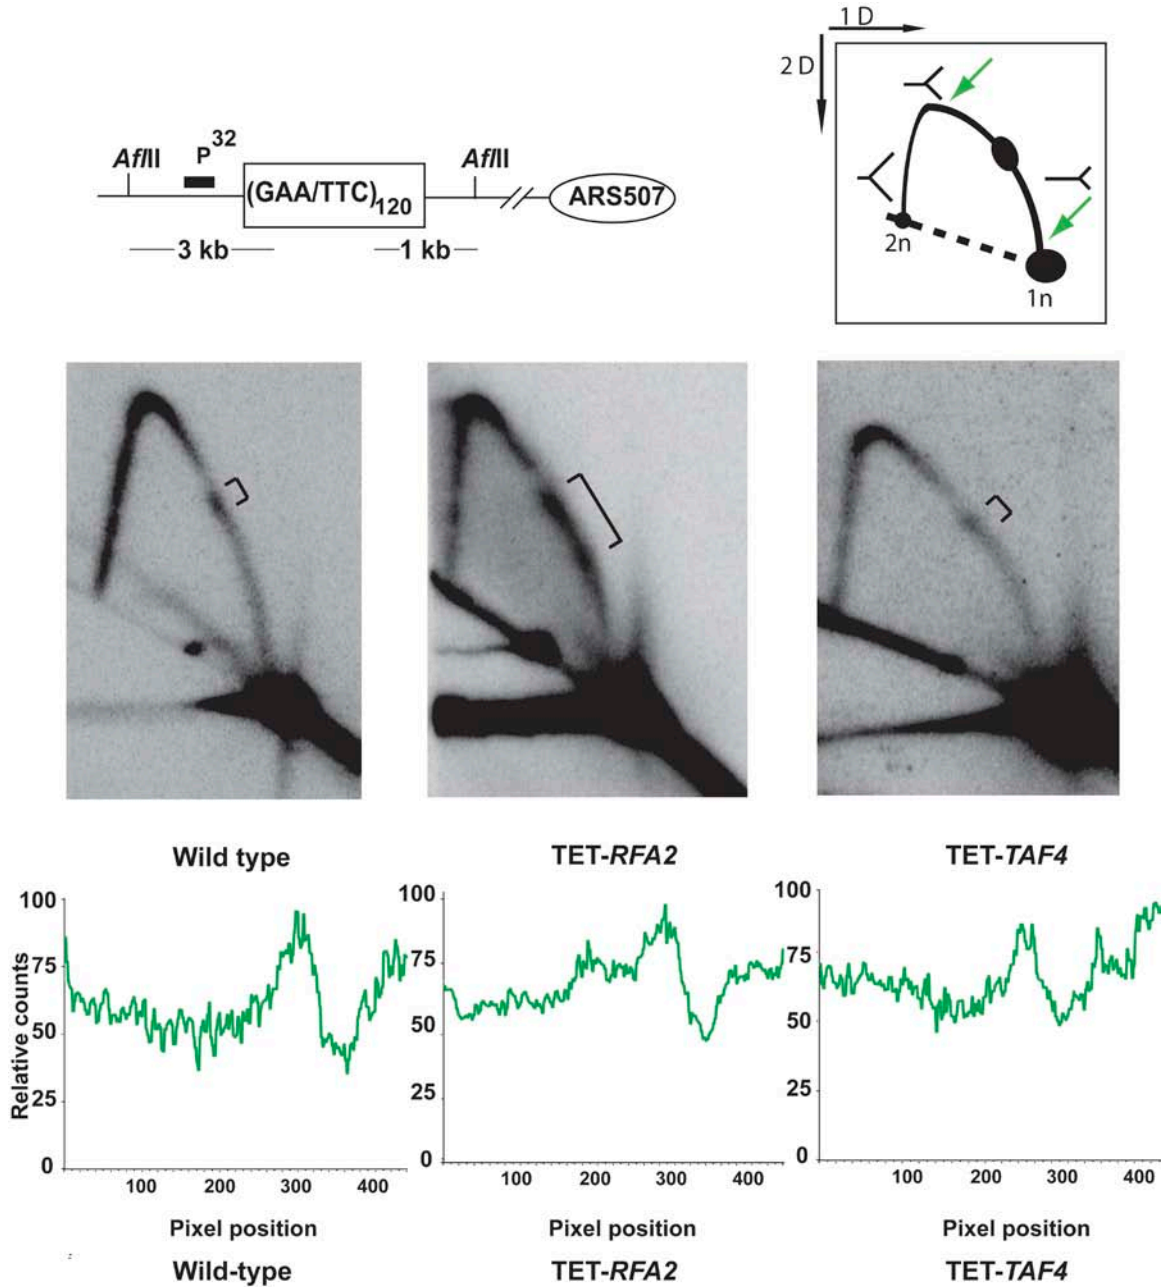 1 D
2 D
AflII
P32
AflII
(GAA/TTC)120
ARS507
3 kb
1 kb
2n
1n
Wild type
TET-RFA2
TET-TAF4
Relative counts
100
75
50
25
0
100
200
300
400
Pixel position
100
75
50
25
0
100
200
300
400
Pixel position
100
75
50
25
0
100
200
300
400
Pixel position
Wild-type
TET-RFA2
TET-TAF4